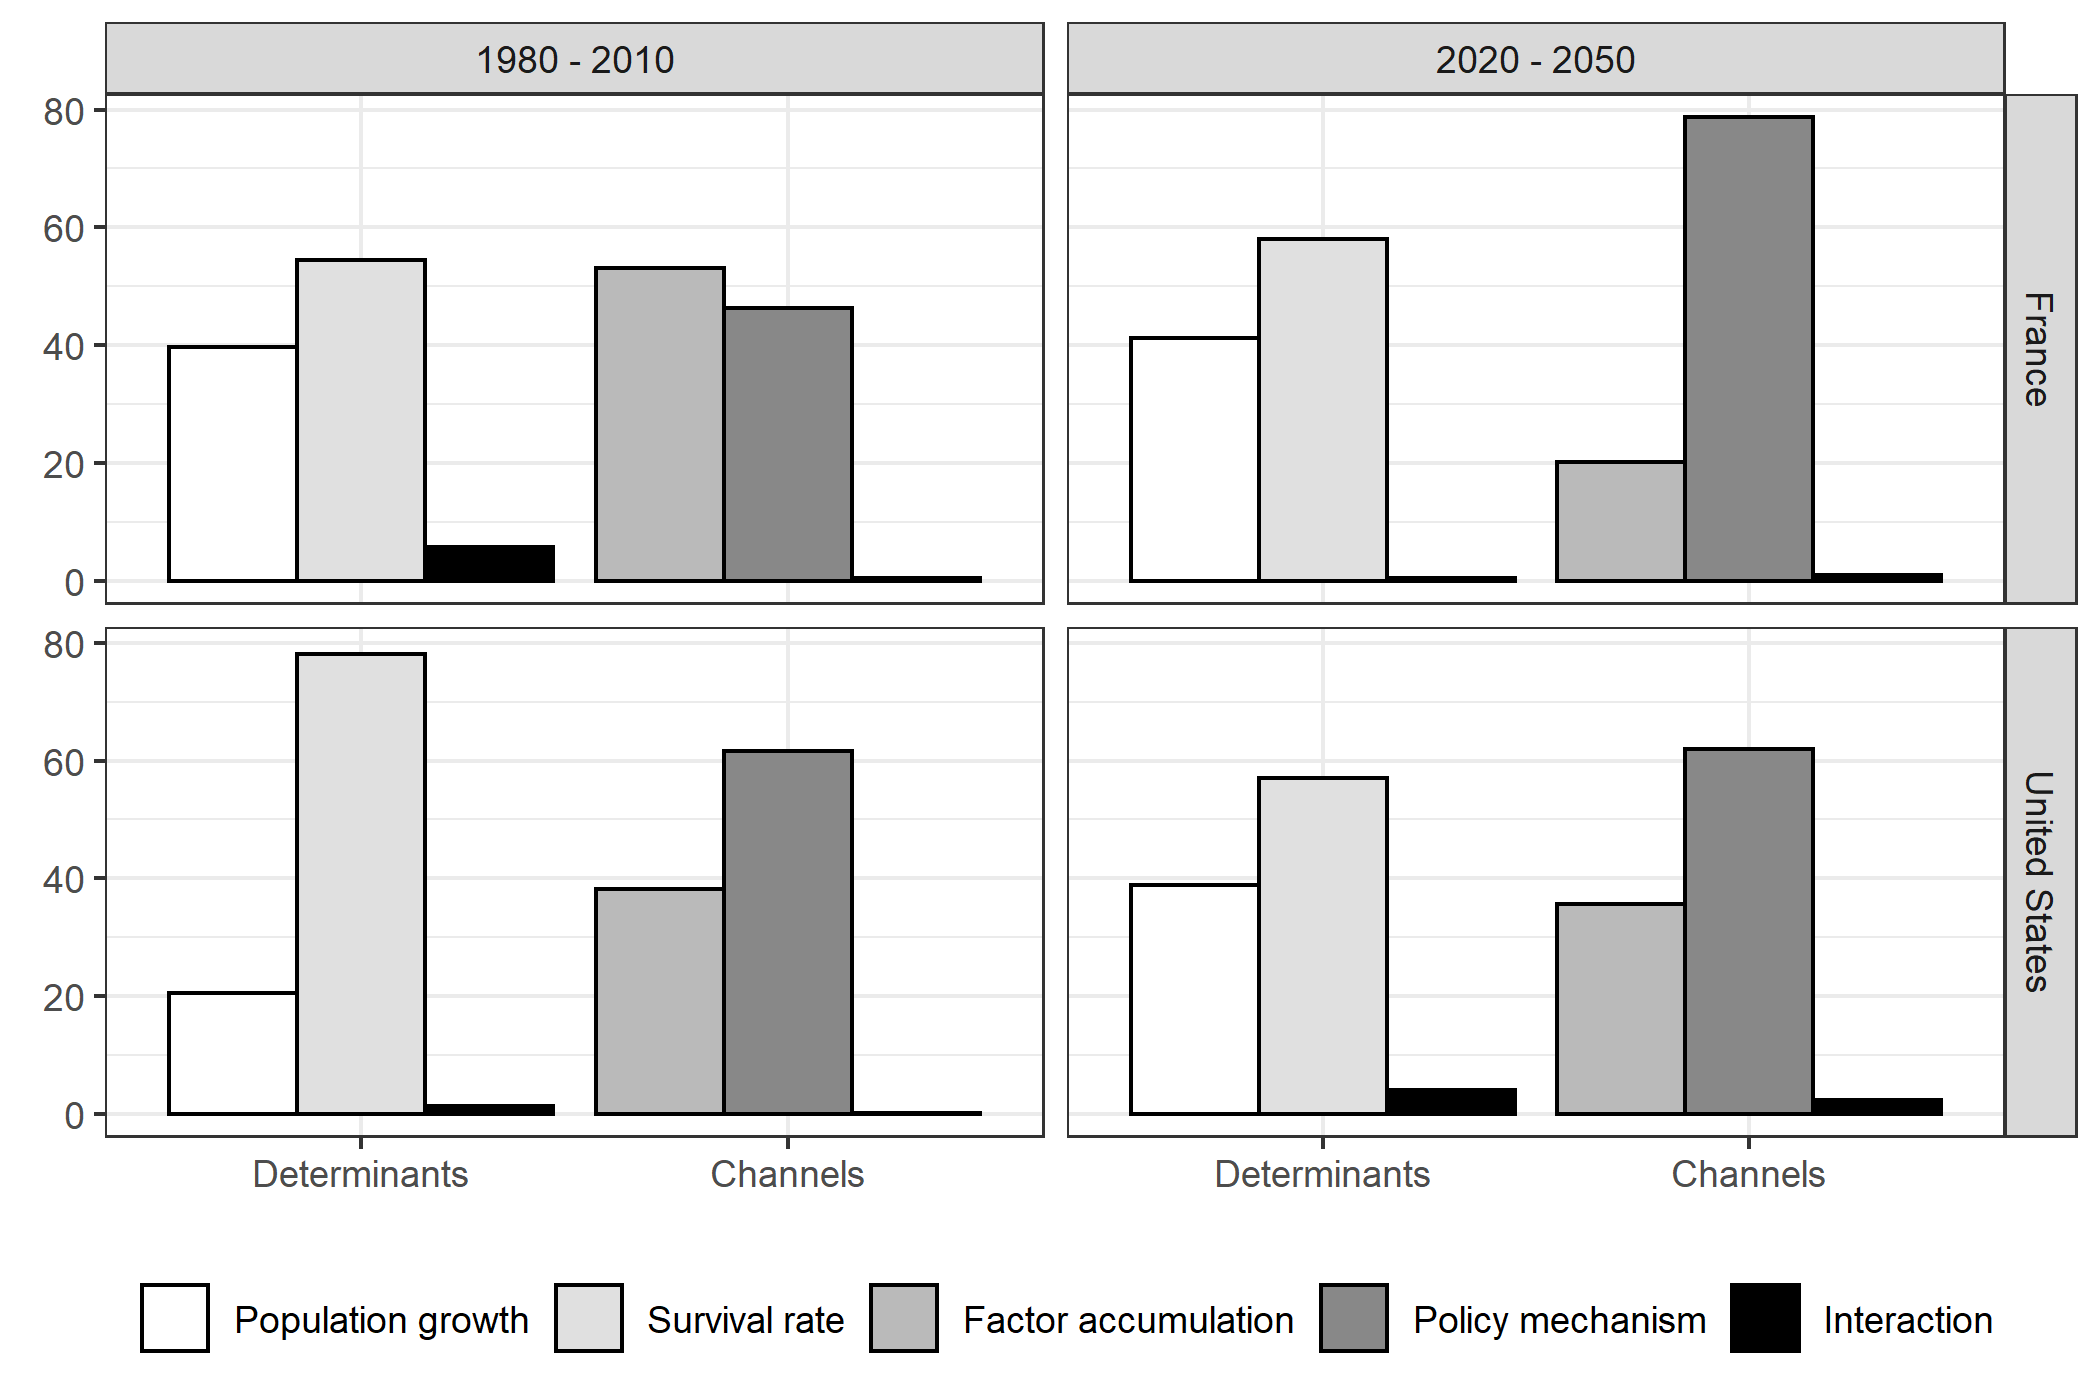 1980 - 2010
2020 - 2050
80
60
40
20
0
France
80
60
40
20
0
United States
Determinants
Channels
Determinants
Channels
Population growth
Survival rate
Factor accumulation
Policy mechanism
Interaction